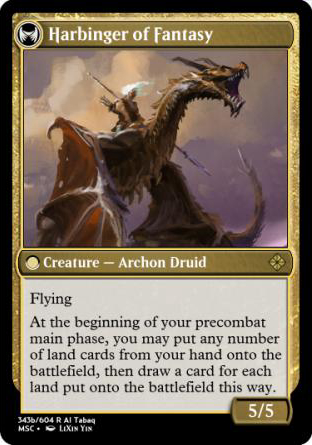 Harbinger of Fantasy
Creature — Archon Druid
Flying
At the beginning of your precombat
main phase, you may put any number
of land cards from your hand onto the
battlefield, then draw a card for each
land put onto the battlefield this way.
5/5
343b/604 R Al Tabaq
MSC • LiXin Yin